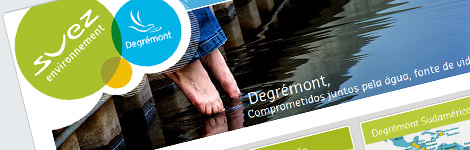 suez
environnement
Degrémont
Degrémont,
Comprometidos juntos pela água, fonte de vid
Degrémont Sudaméric